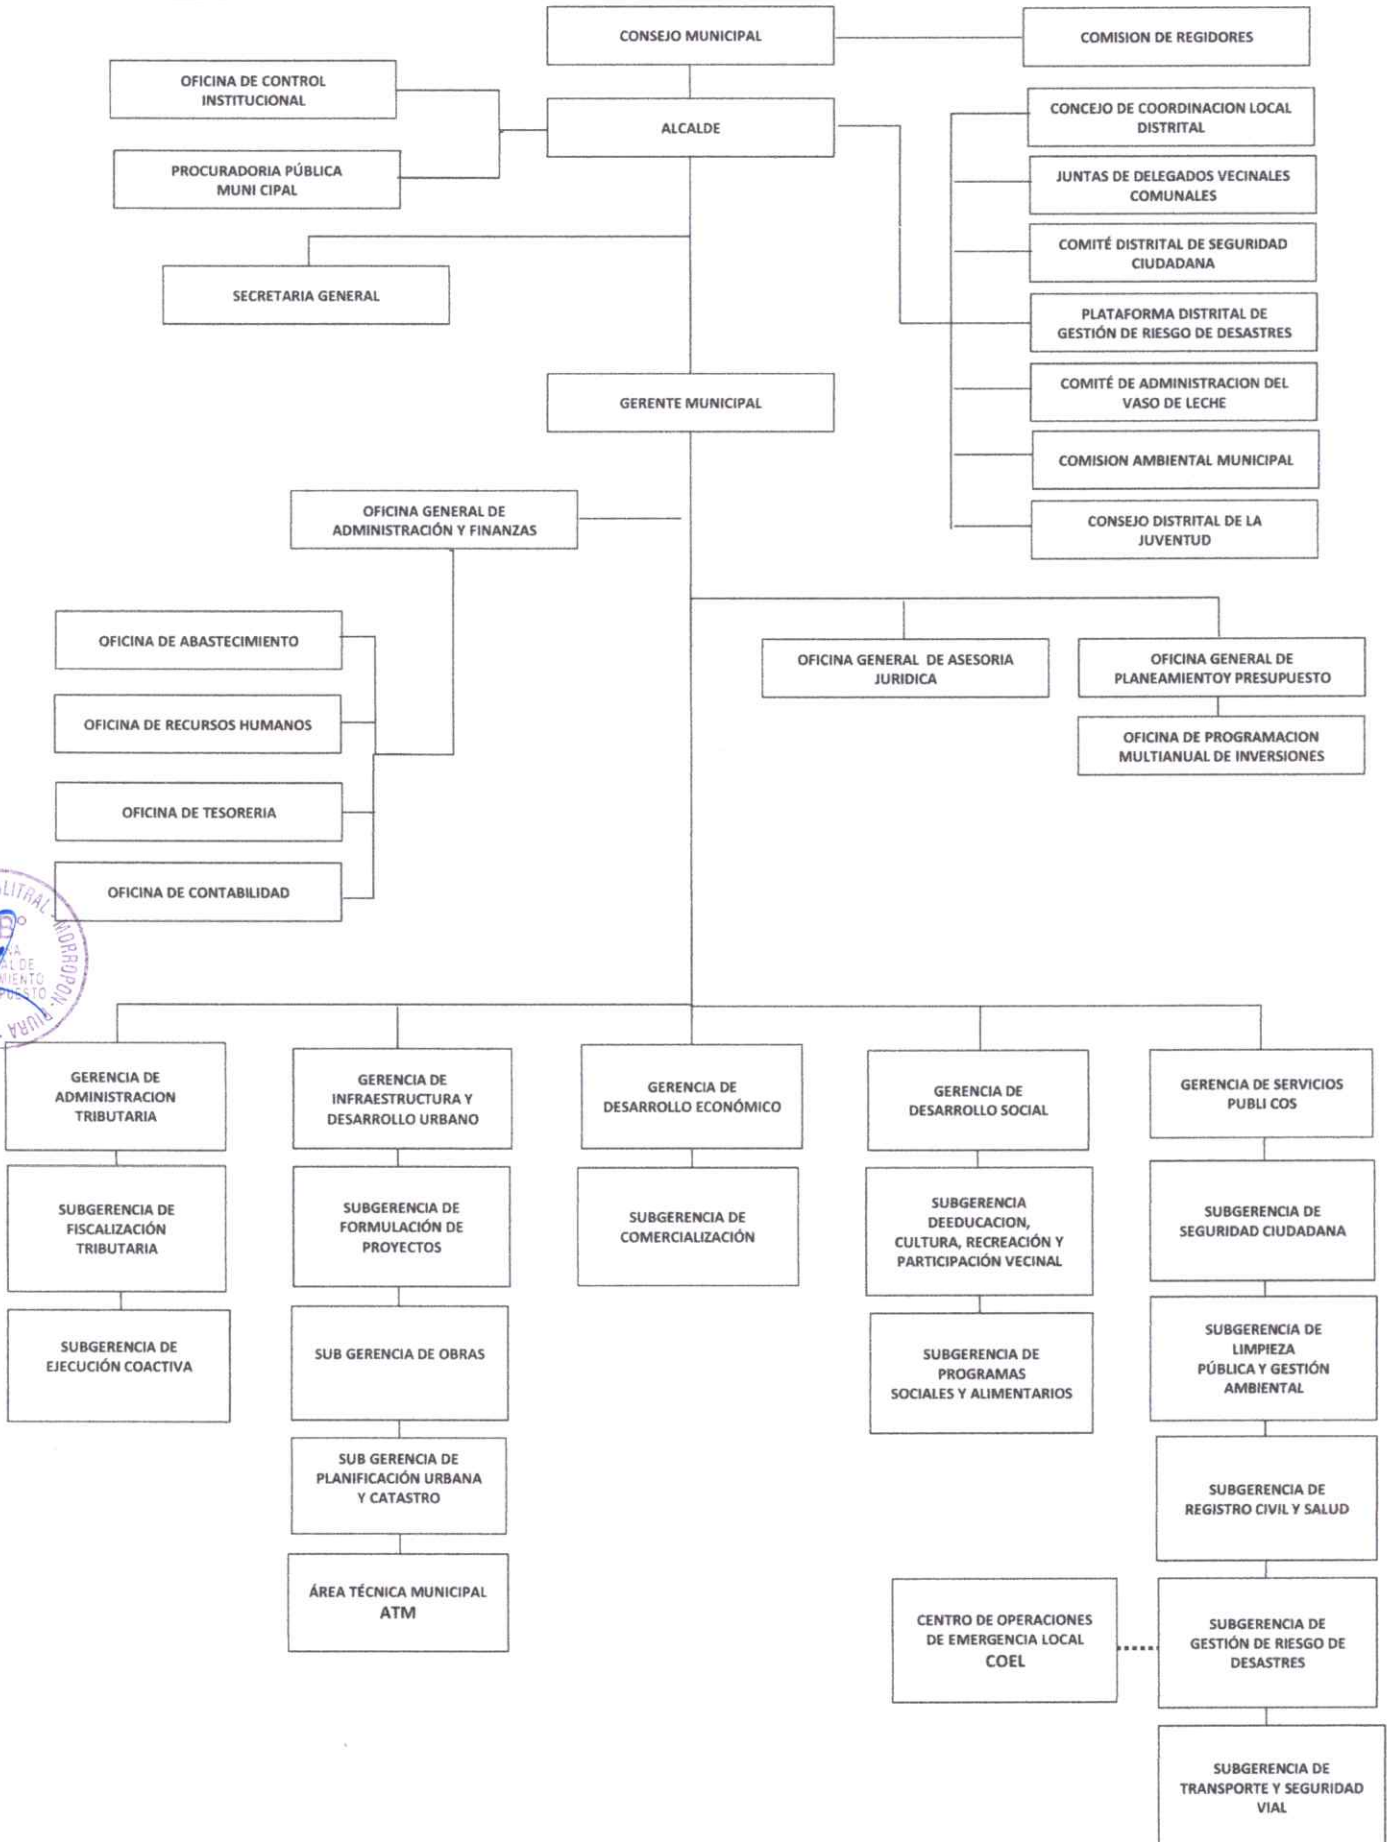 CONSEJO MUNICIPAL
COMISION DE REGIDORES
OFICINA DE CONTROL
INSTITUCIONAL
ALCALDE
CONCEJO DE COORDINACION LOCAL
DISTRITAL
PROCURADORIA PÚBLICA
MUNI CIPAL
JUNTAS DE DELEGADOS VECINALES
COMUNALES
COMITÉ DISTRITAL DE SEGURIDAD
CIUDADANA
SECRETARIA GENERAL
PLATAFORMA DISTRITAL DE
GESTIÓN DE RIESGO DE DESASTRES
GERENTE MUNICIPAL
COMITÉ DE ADMINISTRACION DEL
VASO DE LECHE
COMISION AMBIENTAL MUNICIPAL
OFICINA GENERAL DE
ADMINISTRACIÓN Y FINANZAS
CONSEJO DISTRITAL DE LA
JUVENTUD
OFICINA DE ABASTECIMIENTO
OFICINA GENERAL DE ASESORIA
JURIDICA
OFICINA GENERAL DE
PLANEAMIENTOY PRESUPUESTO
OFICINA DE RECURSOS HUMANOS
OFICINA DE PROGRAMACION
MULTIANUAL DE INVERSIONES
OFICINA DE TESORERIA
OFICINA DE CONTABILIDAD
MORROPON - PIURA
GERENCIA DE
ADMINISTRACION
TRIBUTARIA
GERENCIA DE
INFRAESTRUCTURA Y
DESARROLLO URBANO
GERENCIA DE
DESARROLLO ECONÓMICO
GERENCIA DE
DESARROLLO SOCIAL
GERENCIA DE SERVICIOS
PUBLI COS
SUBGERENCIA DE
FISCALIZACIÓN
TRIBUTARIA
SUBGERENCIA DE
FORMULACIÓN DE
PROYECTOS
SUBGERENCIA DE
COMERCIALIZACIÓN
SUBGERENCIA
DEEDUCACION,
CULTURA, RECREACIÓN Y
PARTICIPACIÓN VECINAL
SUBGERENCIA DE
SEGURIDAD CIUDADANA
SUBGERENCIA DE
EJECUCIÓN COACTIVA
SUB GERENCIA DE OBRAS
SUBGERENCIA DE
PROGRAMAS
SOCIALES Y ALIMENTARIOS
SUBGERENCIA DE
LIMPIEZA
PÚBLICA Y GESTIÓN
AMBIENTAL
SUB GERENCIA DE
PLANIFICACIÓN URBANA
Y CATASTRO
SUBGERENCIA DE
REGISTRO CIVIL Y SALUD
ÁREA TÉCNICA MUNICIPAL
ATM
CENTRO DE OPERACIONES
DE EMERGENCIA LOCAL
COEL
SUBGERENCIA DE
GESTIÓN DE RIESGO DE
DESASTRES
SUBGERENCIA DE
TRANSPORTE Y SEGURIDAD
VIAL